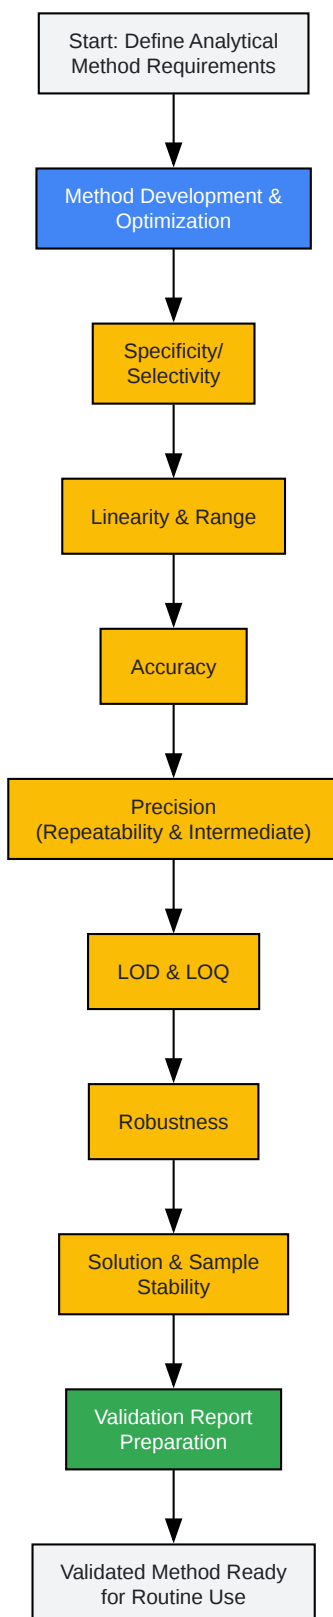 Start: Define Analytical
Method Requirements
Method Development &
Optimization
Specificity/
Selectivity
Linearity & Range
Accuracy
Precision
(Repeatability & Intermediate)
LOD & LOQ
Robustness
Solution & Sample
Stability
Validation Report
Preparation
Validated Method Ready
for Routine Use